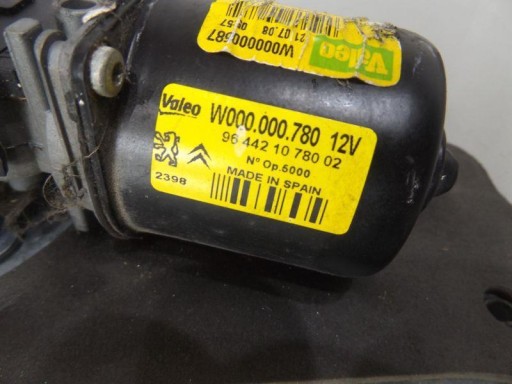 Valeo
W000000687
21.07.08
Valeo W000.000.780 12V
96 442 10 780 02
N° Op.5000
MADE IN SPAIN
2398